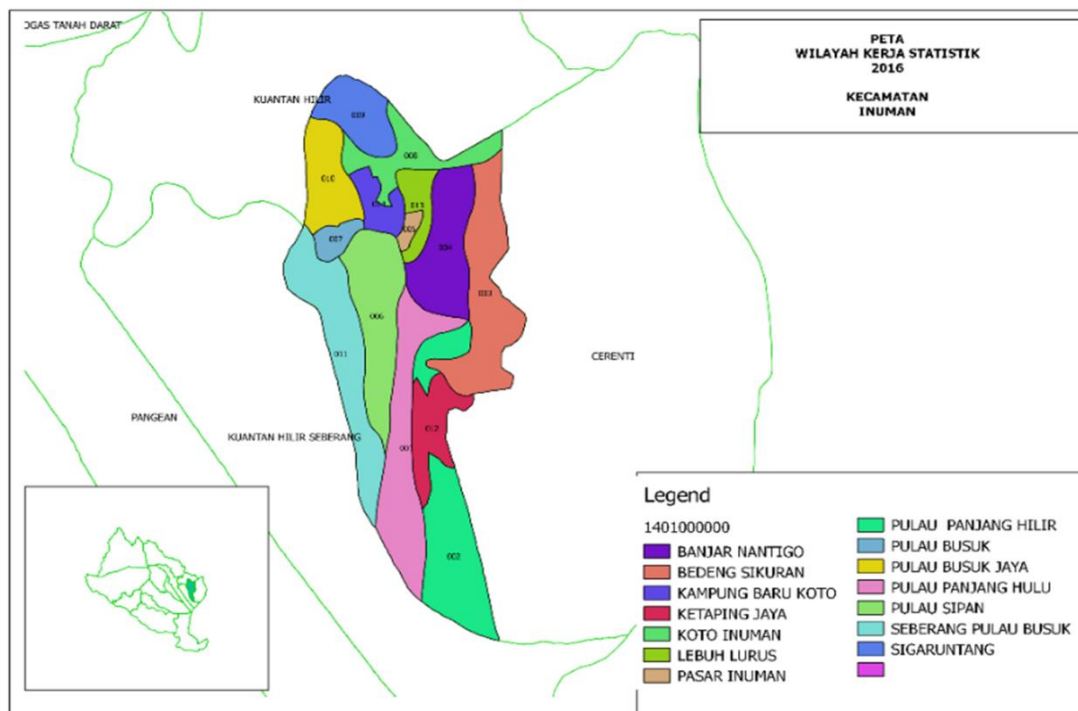 OGAS TANAH DARAT
PETA
WILAYAH KERJA STATISTIK
2016
KECAMATAN
INUMAN
KUANTAN HILIR
009
008
010
013
005
007
004
003
006
011
CERENTI
PANGEAN
KUANTAN HILIR SEBERANG
012
001
002
Legend
1401000000
BANJAR NANTIGO
BEDENG SIKURAN
KAMPUNG BARU KOTO
KETAPING JAYA
KOTO INUMAN
LEBUH LURUS
PASAR INUMAN
PULAU PANJANG HILIR
PULAU BUSUK
PULAU BUSUK JAYA
PULAU PANJANG HULU
PULAU SIPAN
SEBERANG PULAU BUSUK
SIGARUNTANG